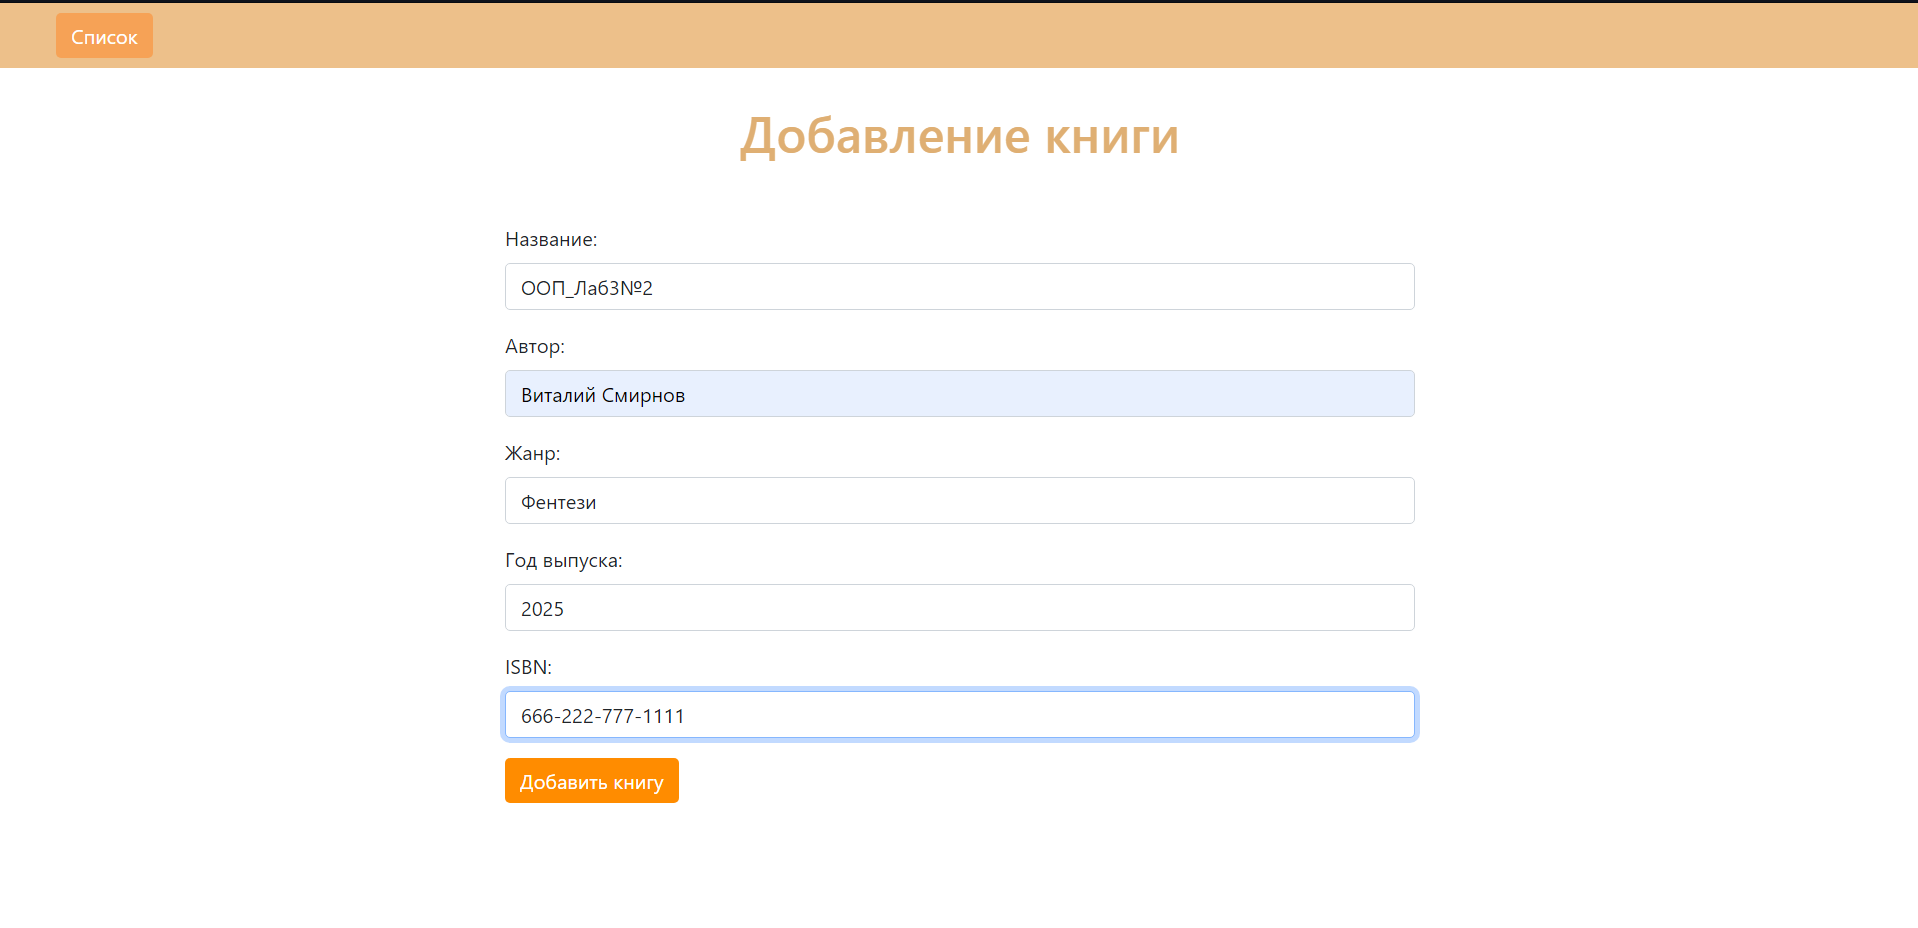 Список
Добавление книги
Название:
ООП_Лаб3№2
Автор:
Виталий Смирнов
Жанр:
Фентези
Год выпуска:
2025
ISBN:
666-222-777-1111
Добавить книгу